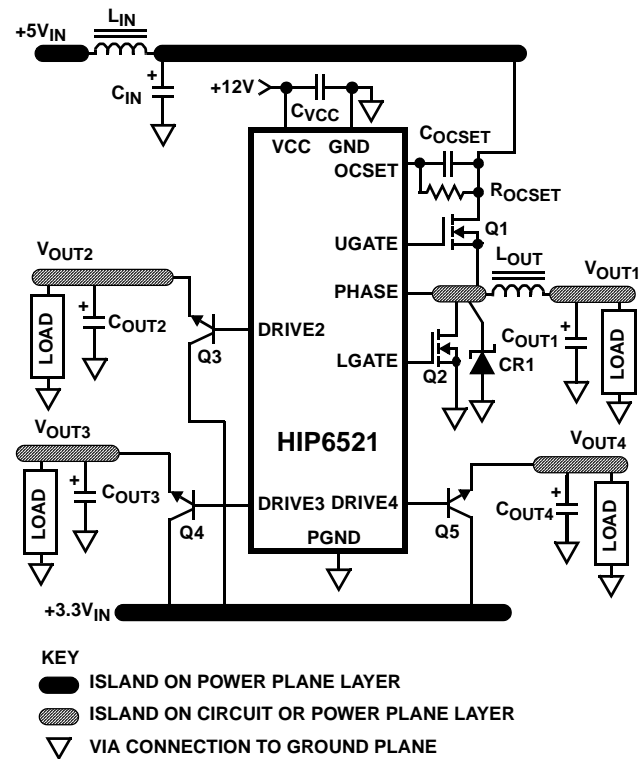 +5VIN
LIN
CIN
+
+12V
CVCC
VCC
GND
OCSET
COCSET
ROCSET
UGATE
Q1
LOUT
VOUT1
PHASE
LGATE
Q2
CR1
COUT1
+
LOAD
VOUT2
LOAD
+
COUT2
Q3
DRIVE2
HIP6521
VOUT3
LOAD
+
COUT3
Q4
DRIVE3
DRIVE4
Q5
VOUT4
COUT4
+
LOAD
PGND
+3.3VIN
KEY
ISLAND ON POWER PLANE LAYER
ISLAND ON CIRCUIT OR POWER PLANE LAYER
VIA CONNECTION TO GROUND PLANE